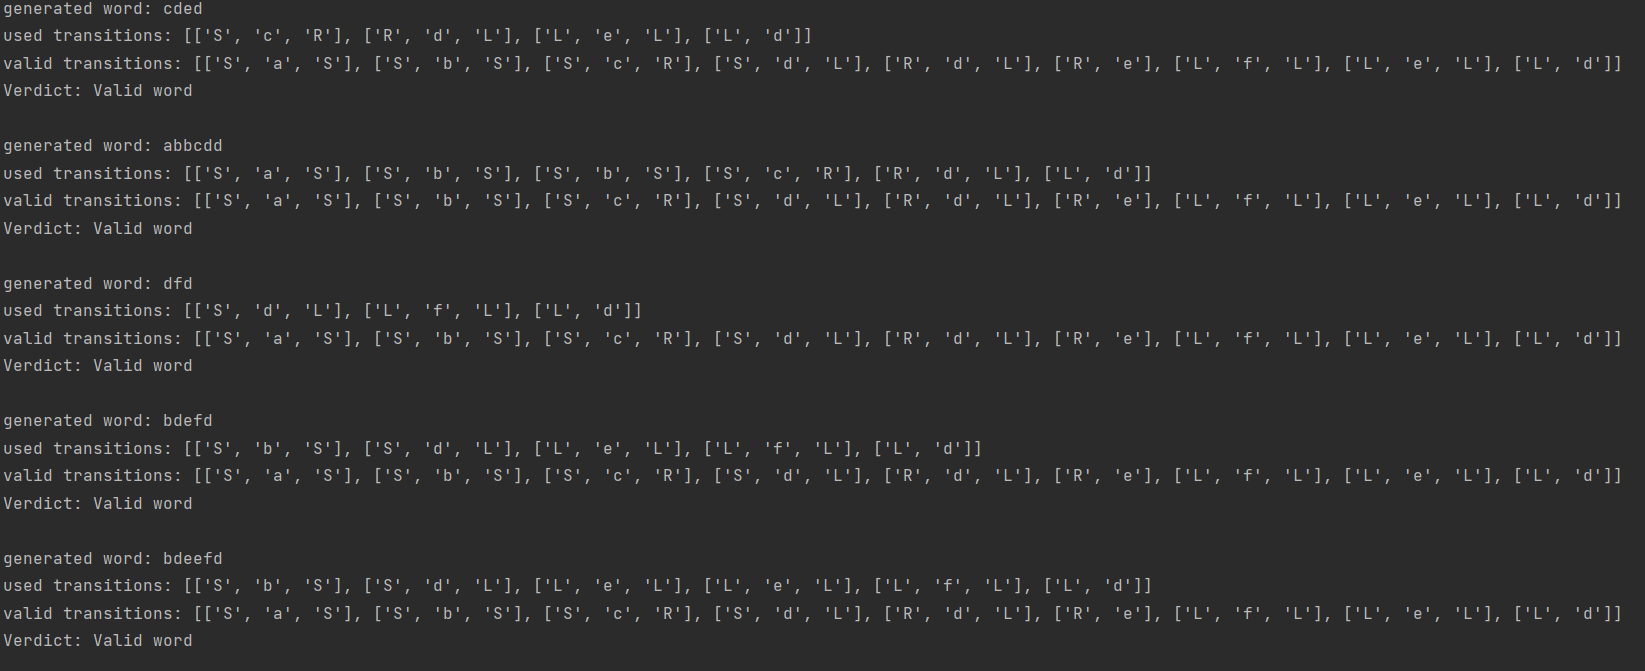 generated word: cded
used transitions: [['S', 'c', 'R'], ['R', 'd', 'L'], ['L', 'e', 'L'], ['L', 'd']]
valid transitions: [['S', 'a', 'S'], ['S', 'b', 'S'], ['S', 'c', 'R'], ['S', 'd', 'L'], ['R', 'd', 'L'], ['R', 'e'], ['L', 'f', 'L'], ['L', 'e', 'L'], ['L', 'd']]
Verdict: Valid word
generated word: abbcdd
used transitions: [['S', 'a', 'S'], ['S', 'b', 'S'], ['S', 'b', 'S'], ['S', 'c', 'R'], ['R', 'd', 'L'], ['L', 'd']]
valid transitions: [['S', 'a', 'S'], ['S', 'b', 'S'], ['S', 'c', 'R'], ['S', 'd', 'L'], ['R', 'd', 'L'], ['R', 'e'], ['L', 'f', 'L'], ['L', 'e', 'L'], ['L', 'd']]
Verdict: Valid word
generated word: dfd
used transitions: [['S', 'd', 'L'], ['L', 'f', 'L'], ['L', 'd']]
valid transitions: [['S', 'a', 'S'], ['S', 'b', 'S'], ['S', 'c', 'R'], ['S', 'd', 'L'], ['R', 'd', 'L'], ['R', 'e'], ['L', 'f', 'L'], ['L', 'e', 'L'], ['L', 'd']]
Verdict: Valid word
generated word: bdefd
used transitions: [['S', 'b', 'S'], ['S', 'd', 'L'], ['L', 'e', 'L'], ['L', 'f', 'L'], ['L', 'd']]
valid transitions: [['S', 'a', 'S'], ['S', 'b', 'S'], ['S', 'c', 'R'], ['S', 'd', 'L'], ['R', 'd', 'L'], ['R', 'e'], ['L', 'f', 'L'], ['L', 'e', 'L'], ['L', 'd']]
Verdict: Valid word
generated word: bdeefd
used transitions: [['S', 'b', 'S'], ['S', 'd', 'L'], ['L', 'e', 'L'], ['L', 'e', 'L'], ['L', 'f', 'L'], ['L', 'd']]
valid transitions: [['S', 'a', 'S'], ['S', 'b', 'S'], ['S', 'c', 'R'], ['S', 'd', 'L'], ['R', 'd', 'L'], ['R', 'e'], ['L', 'f', 'L'], ['L', 'e', 'L'], ['L', 'd']]
Verdict: Valid word